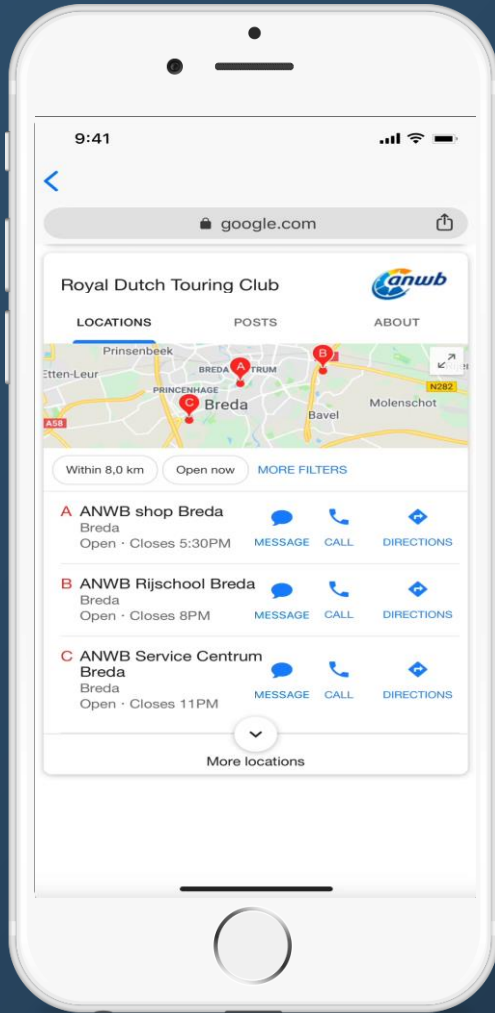 9:41
google.com
Royal Dutch Touring Club
anwb
LOCATIONS POSTS ABOUT
Prinsenbeek
Etten-Leur
BREDA
TRUM
A
B
PRINCENHAGE
C
Breda
Bavel
Molenschot
N282
A58
Within 8,0 km Open now MORE FILTERS
A ANWB shop Breda
Breda
Open · Closes 5:30PM
MESSAGE CALL DIRECTIONS
B ANWB Rijschool Breda
Breda
Open · Closes 8PM
MESSAGE CALL DIRECTIONS
C ANWB Service Centrum
Breda
Breda
Open · Closes 11PM
MESSAGE CALL DIRECTIONS
More locations